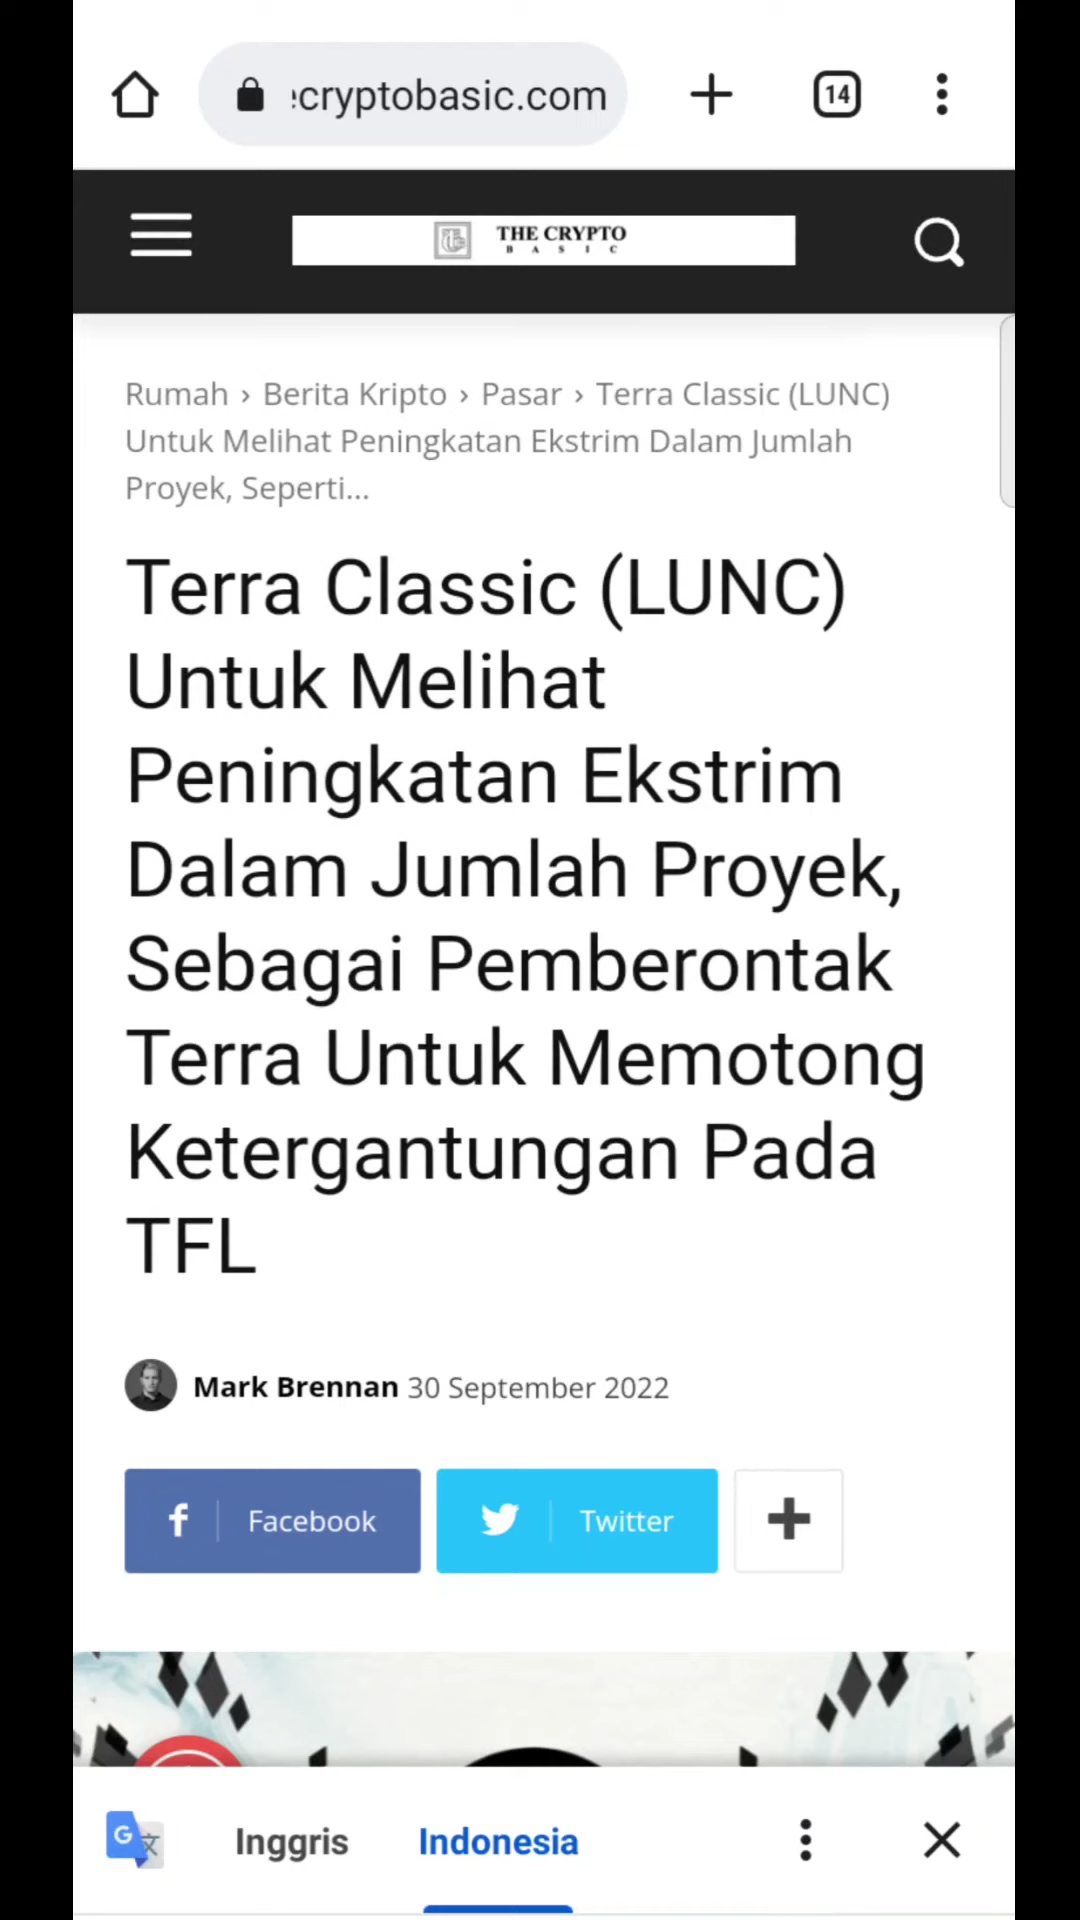 cryptobasic.com
14
THE CRYPTO
BASIC
Rumah › Berita Kripto › Pasar › Terra Classic (LUNC)
Untuk Melihat Peningkatan Ekstrim Dalam Jumlah
Proyek, Seperti...
Terra Classic (LUNC)
Untuk Melihat
Peningkatan Ekstrim
Dalam Jumlah Proyek,
Sebagai Pemberontak
Terra Untuk Memotong
Ketergantungan Pada
TFL
Mark Brennan 30 September 2022
f Facebook Twitter
G 文 Inggris Indonesia